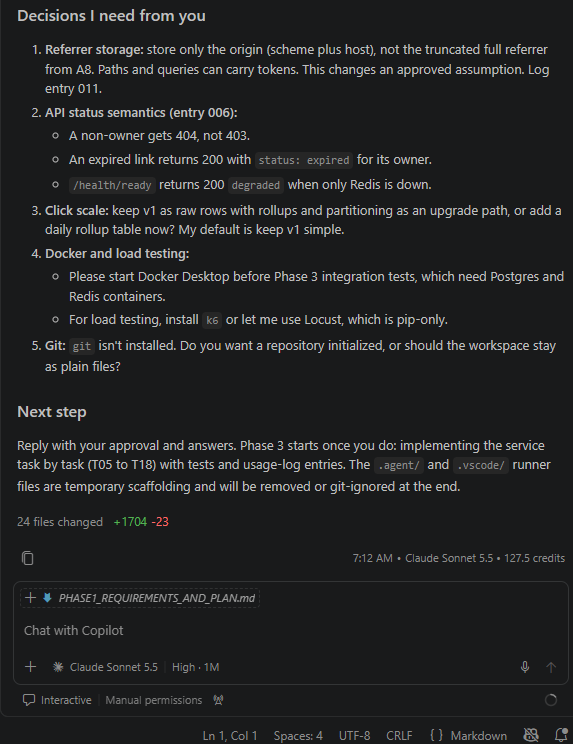 Decisions I need from you
1. Referrer storage: store only the origin (scheme plus host), not the truncated full referrer
from A8. Paths and queries can carry tokens. This changes an approved assumption. Log
entry 011.
2. API status semantics (entry 006):
A non-owner gets 404, not 403.
An expired link returns 200 with status: expired for its owner.
/health/ready returns 200 degraded when only Redis is down.
3. Click scale: keep v1 as raw rows with rollups and partitioning as an upgrade path, or add a
daily rollup table now? My default is keep v1 simple.
4. Docker and load testing:
Please start Docker Desktop before Phase 3 integration tests, which need Postgres and
Redis containers.
For load testing, install k6 or let me use Locust, which is pip-only.
5. Git: git isn't installed. Do you want a repository initialized, or should the workspace stay
as plain files?
Next step
Reply with your approval and answers. Phase 3 starts once you do: implementing the service
task by task (T05 to T18) with tests and usage-log entries. The .agent/ and .vscode/ runner
files are temporary scaffolding and will be removed or git-ignored at the end.
24 files changed +1704 -23
7:12 AM • Claude Sonnet 5.5 • 127.5 credits
PHASE1_REQUIREMENTS_AND_PLAN.md
Chat with Copilot
Claude Sonnet 5.5 High · 1M
Interactive Manual permissions
Ln 1, Col 1 Spaces: 4 UTF-8 CRLF {} Markdown